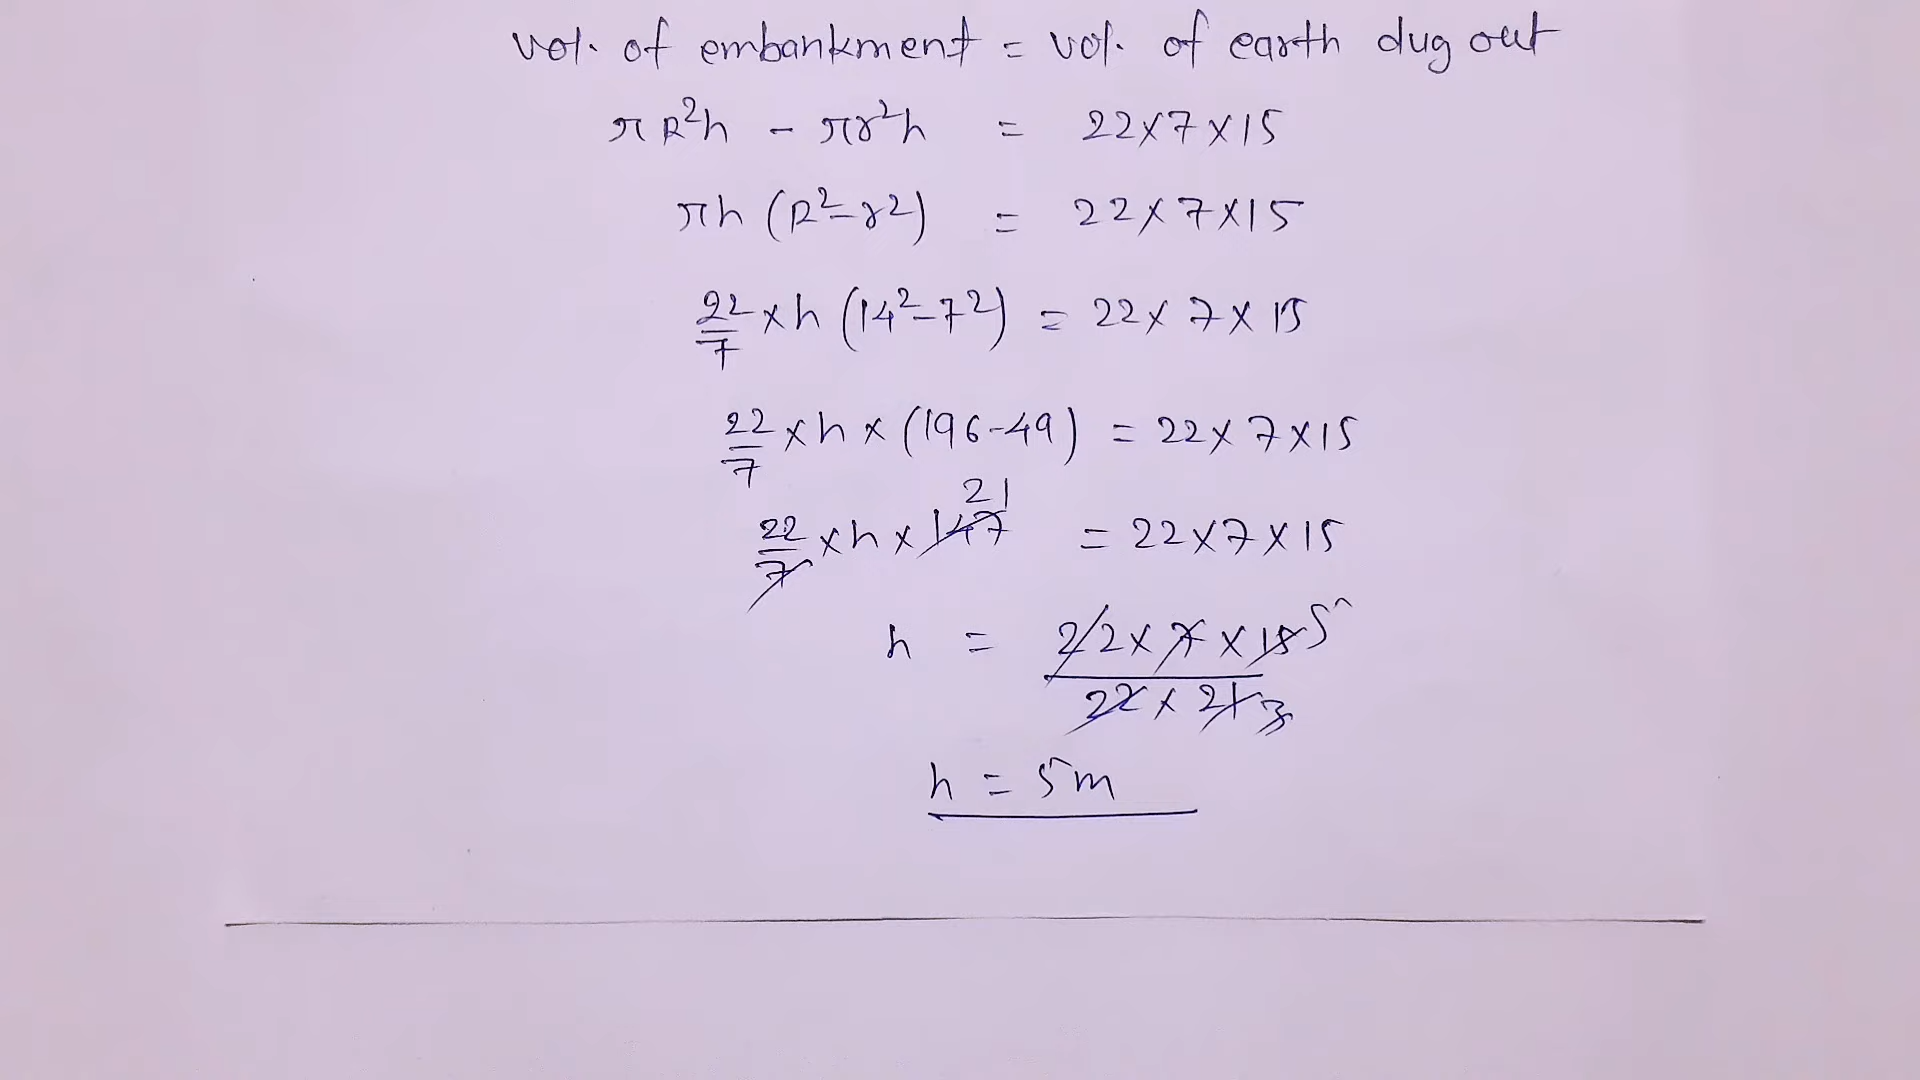 vol. of embankment = vol. of earth dug out
πR²h - πr²h = 22×7×15
πh (R²-r²) = 22×7×15
22/7 ×h (14²-7²) = 22×7×15
22/7 ×h × (196-49) = 22×7×15
21
22/7 ×h × 147 = 22×7×15
h = 22×7×15 5
22×21 3
h = 5m